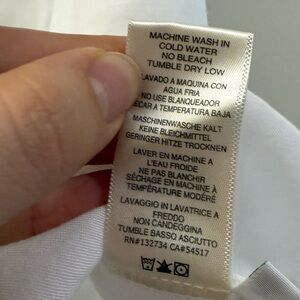 MACHINE WASH IN
COLD WATER
NO BLEACH
TUMBLE DRY LOW
LAVADO A MAQUINA CON
AGUA FRIA
NO USE BLANQUEADOR
SECAR A TEMPERATURA BAJA
MASCHINENWASCHE KALT
KEINE BLEICHMITTEL
GERINGER HITZE TROCKNEN
LAVER EN MACHINE A
L'EAU FROIDE
NE PAS BLANCHIR
SÉCHAGE EN MACHINE À
TEMPÉRATURE MODÉRÉ
LAVAGGIO IN LAVATRICE A
FREDDO
NON CANDEGGINA
TUMBLE BASSO ASCIUTTO
RN#132734 CA#54517